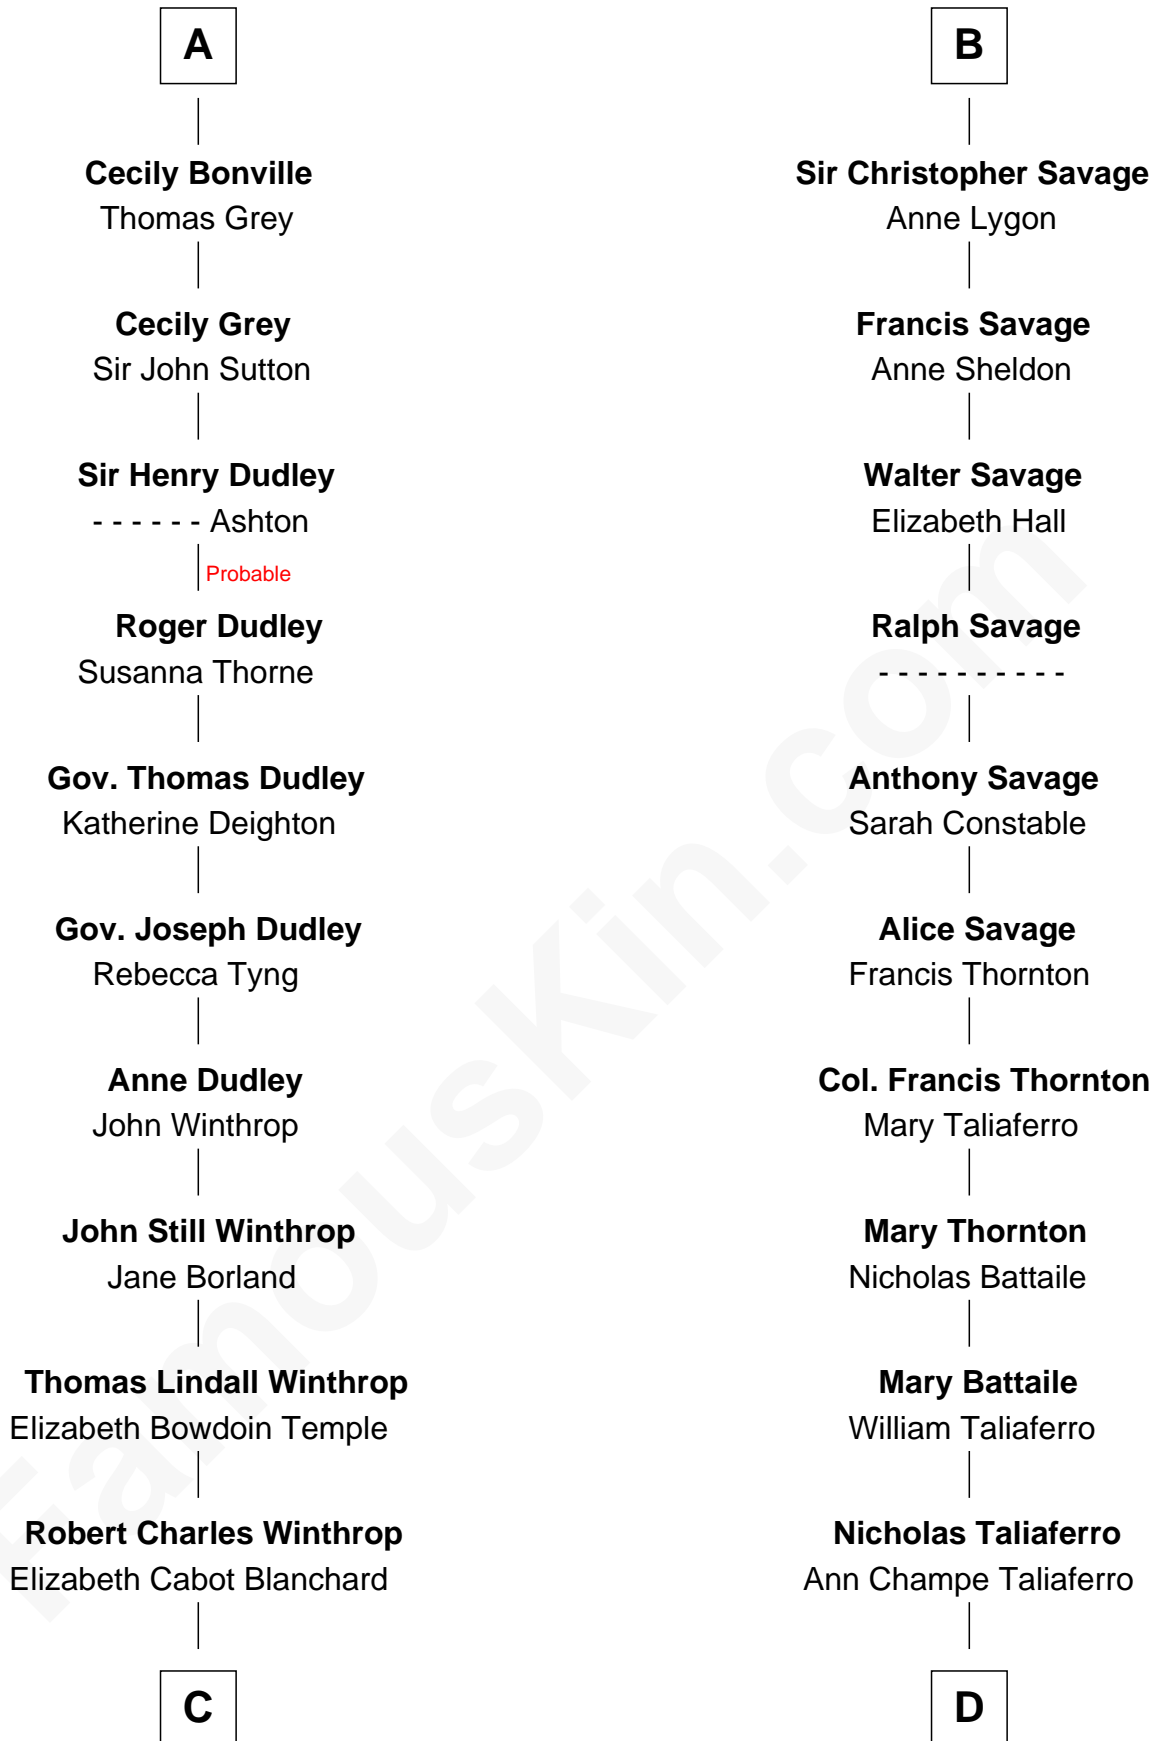 A
Cecily Bonville
Thomas Grey
Cecily Grey
Sir John Sutton
Sir Henry Dudley
- - - - - - Ashton
Probable
Roger Dudley
Susanna Thorne
Gov. Thomas Dudley
Katherine Deighton
Gov. Joseph Dudley
Rebecca Tyng
Anne Dudley
John Winthrop
John Still Winthrop
Jane Borland
Thomas Lindall Winthrop
Elizabeth Bowdoin Temple
Robert Charles Winthrop
Elizabeth Cabot Blanchard
C
B
Sir Christopher Savage
Anne Lygon
Francis Savage
Anne Sheldon
Walter Savage
Elizabeth Hall
Ralph Savage
- - - - - - - - - -
Anthony Savage
Sarah Constable
Alice Savage
Francis Thornton
Col. Francis Thornton
Mary Taliaferro
Mary Thornton
Nicholas Battaile
Mary Battaile
William Taliaferro
Nicholas Taliaferro
Ann Champe Taliaferro
D
FamousKin.com